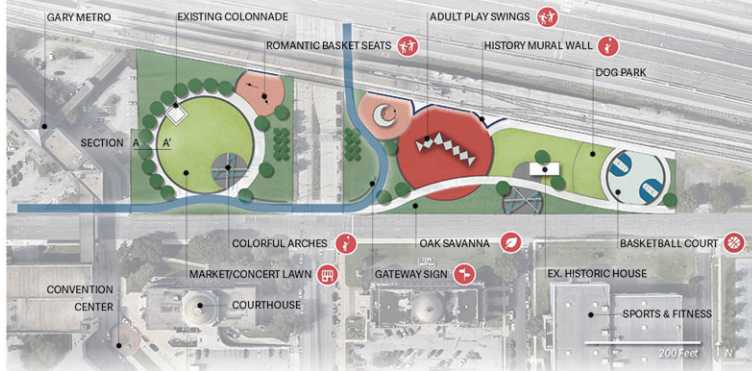 GARY METRO
EXISTING COLONNADE
ADULT PLAY SWINGS
ROMANTIC BASKET SEATS
HISTORY MURAL WALL
DOG PARK
SECTION A A'
COLORFUL ARCHES
OAK SAVANNA
BASKETBALL COURT
MARKET/CONCERT LAWN
GATEWAY SIGN
EX. HISTORIC HOUSE
CONVENTION
CENTER
COURTHOUSE
SPORTS & FITNESS
200 Feet
N